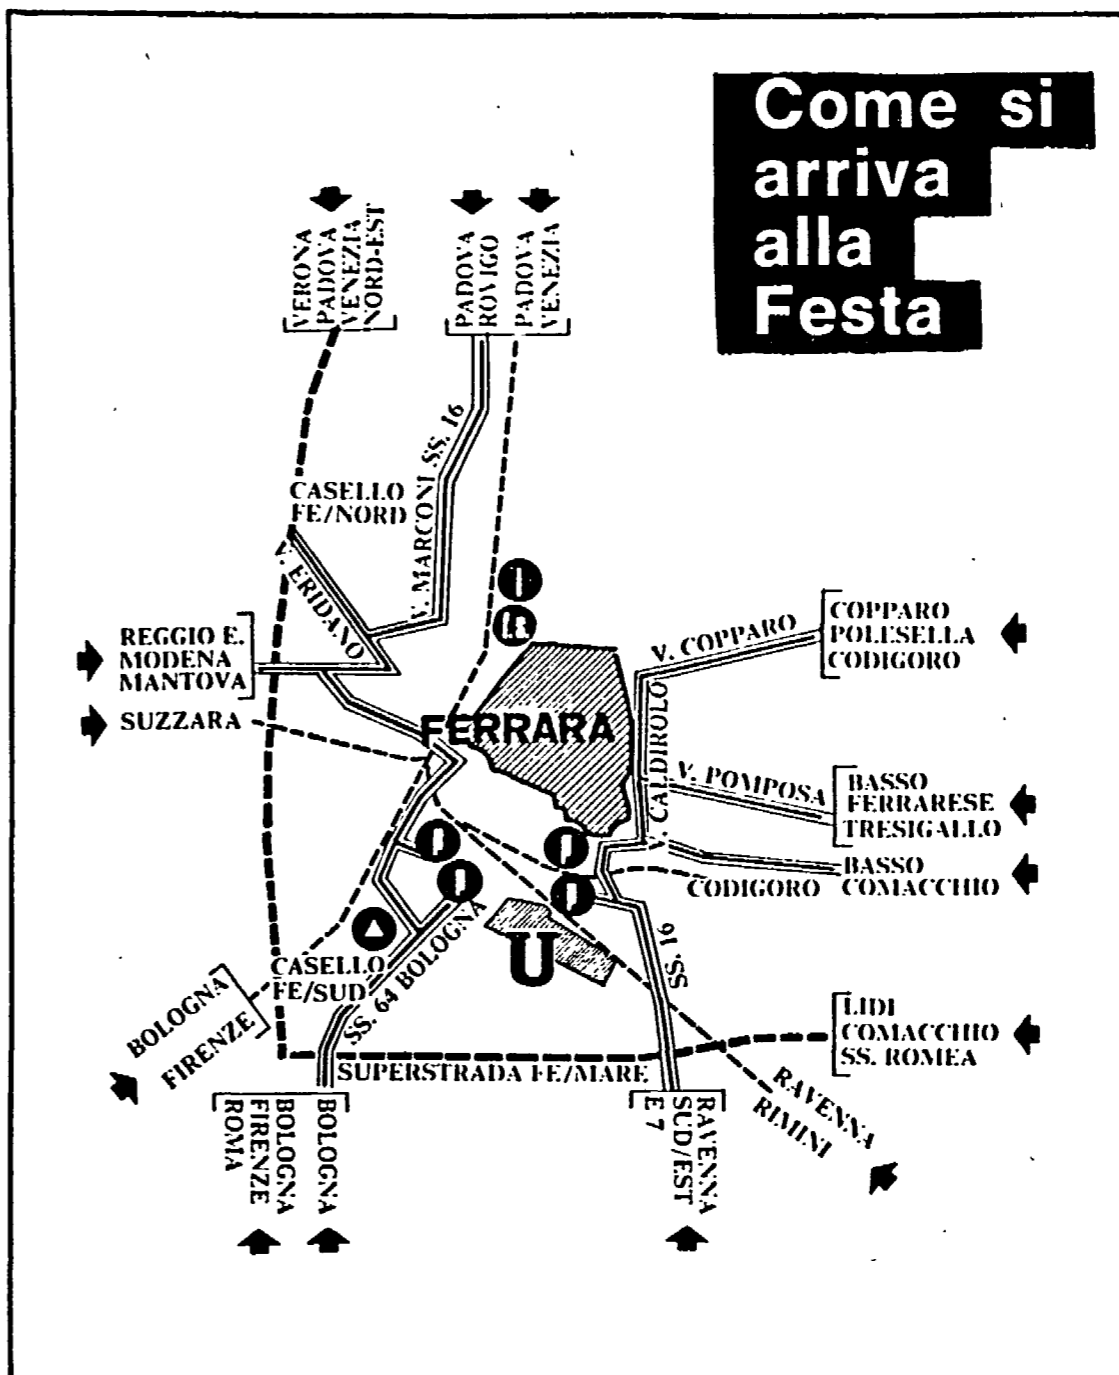 Come si
arriva
alla
Festa
VERONA
PADOVA
VENEZIA
NORD-EST
PADOVA
ROVIGO
PADOVA
VENEZIA
CASELLO
FE/NORD
V. MARCONI SS. 16
V. ERIDANO
REGGIO E.
MODENA
MANTOVA
SUZZARA
FERRARA
V. COPPARO
COPPARO
POLESELLA
CODIGORO
V. CALDIROLO
V. POMPOSA
BASSO
FERRARESE
TRESIGALLO
BASSO
COMACCHIO
CODIGORO
U
SS. 16
CASELLO
FE/SUD
SS. 64 BOLOGNA
BOLOGNA
FIRENZE
LIDI
COMACCHIO
SS. ROMEA
SUPERSTRADA FE/MARE
RAVENNA
RIMINI
BOLOGNA
BOLOGNA
FIRENZE
ROMA
RAVENNA
SUD/EST
E 7